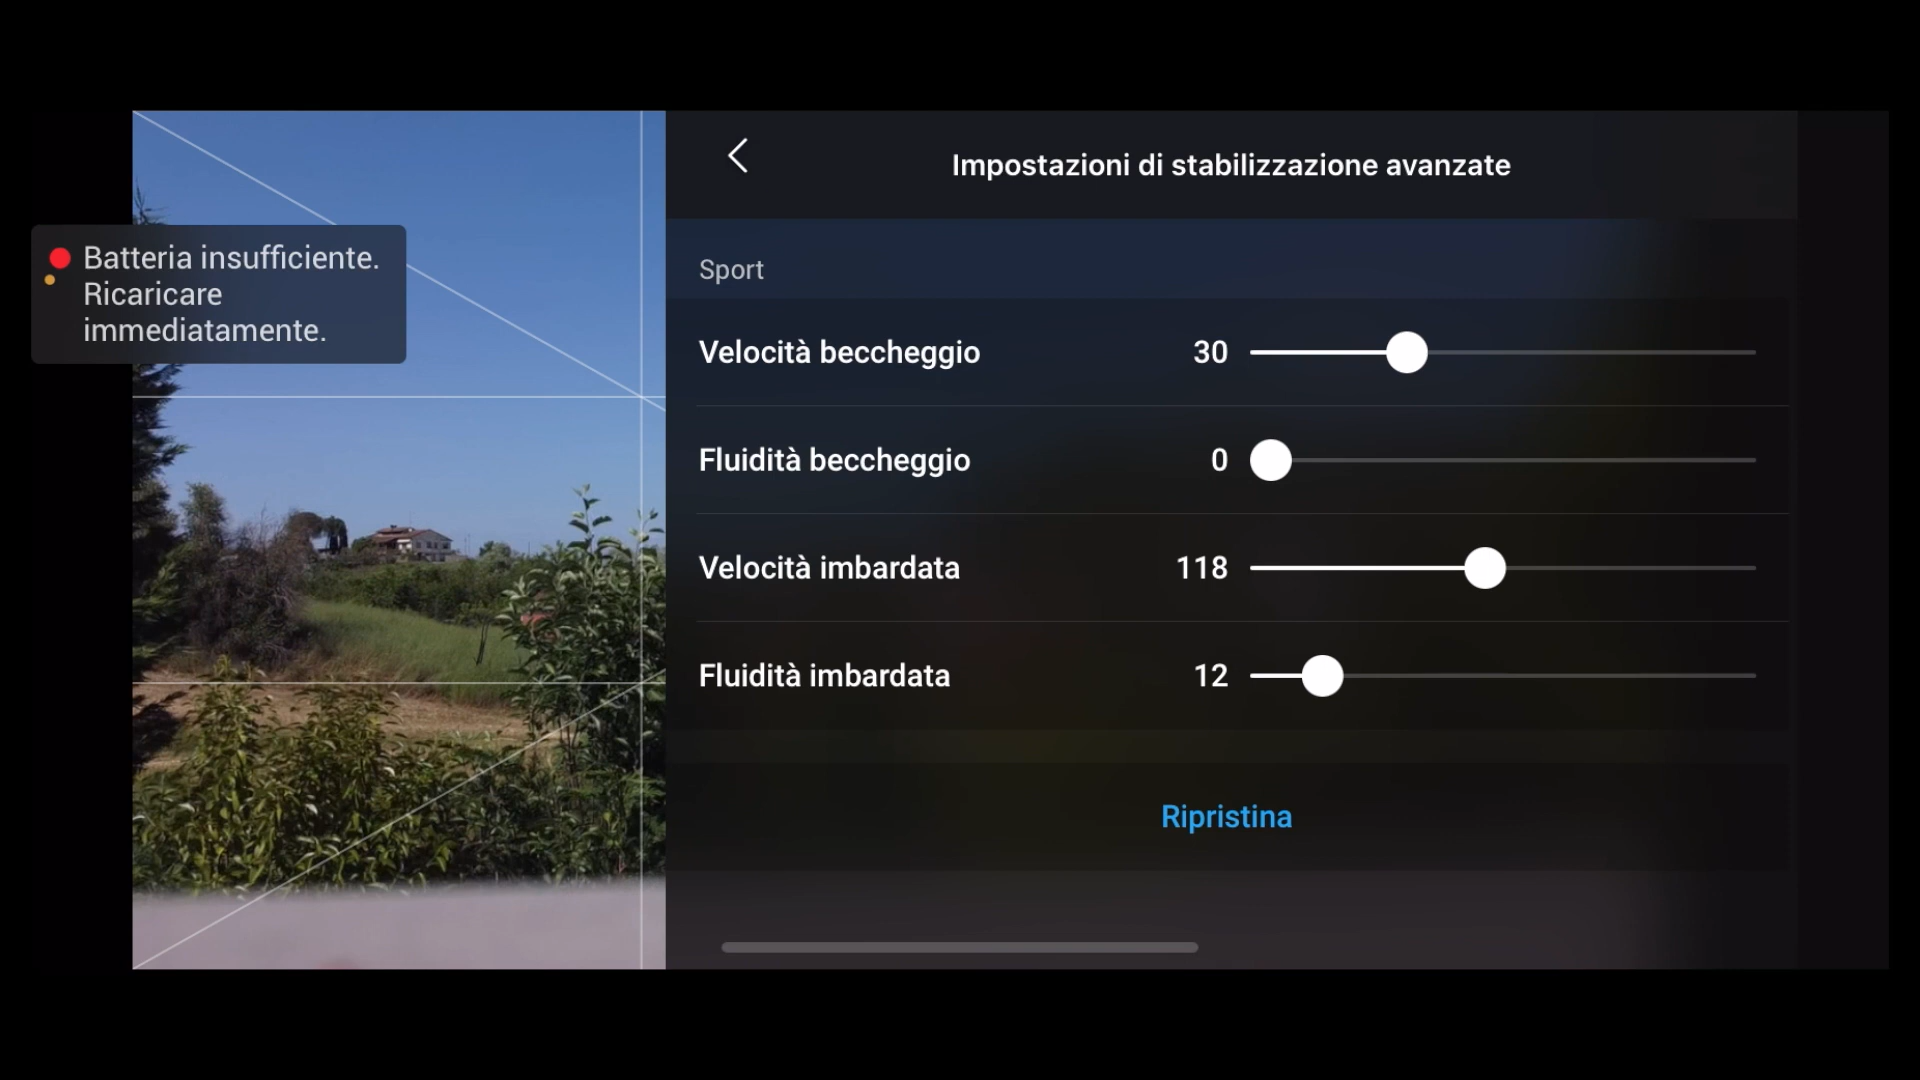 Impostazioni di stabilizzazione avanzate
Batteria insufficiente.
Ricaricare
immediatamente.
Sport
Velocità beccheggio 30
Fluidità beccheggio 0
Velocità imbardata 118
Fluidità imbardata 12
Ripristina